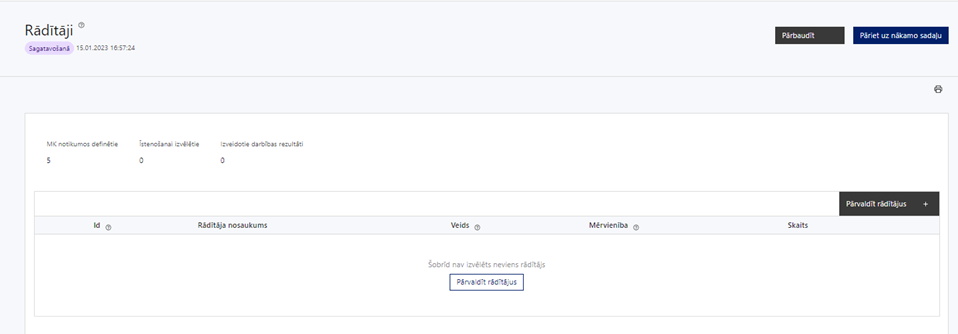 Rādītāji
Sagatavošanā 15.01.2023 16:57:24
Pārbaudīt
Pāriet uz nākamo sadaļu
MK notikumos definētie Īstenošanai izvēlētie Izveidotie darbības rezultāti
5 0 0
Pārvaldīt rādītājus +
Id Rādītāja nosaukums Veids Mērvienība Skaits
Šobrīd nav izvēlēts neviens rādītājs
Pārvaldīt rādītājus